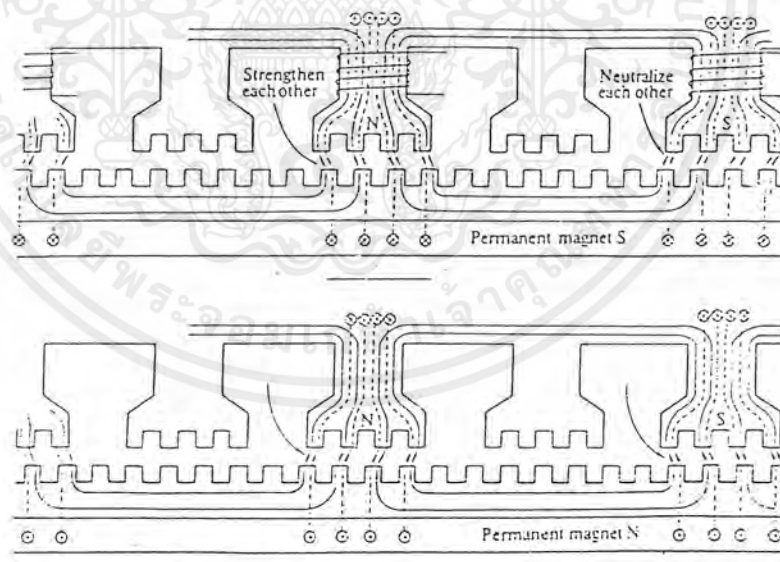 Strengthen
each other
Neutralize
each other
N
S
Permanent magnet S
N
S
Permanent magnet N